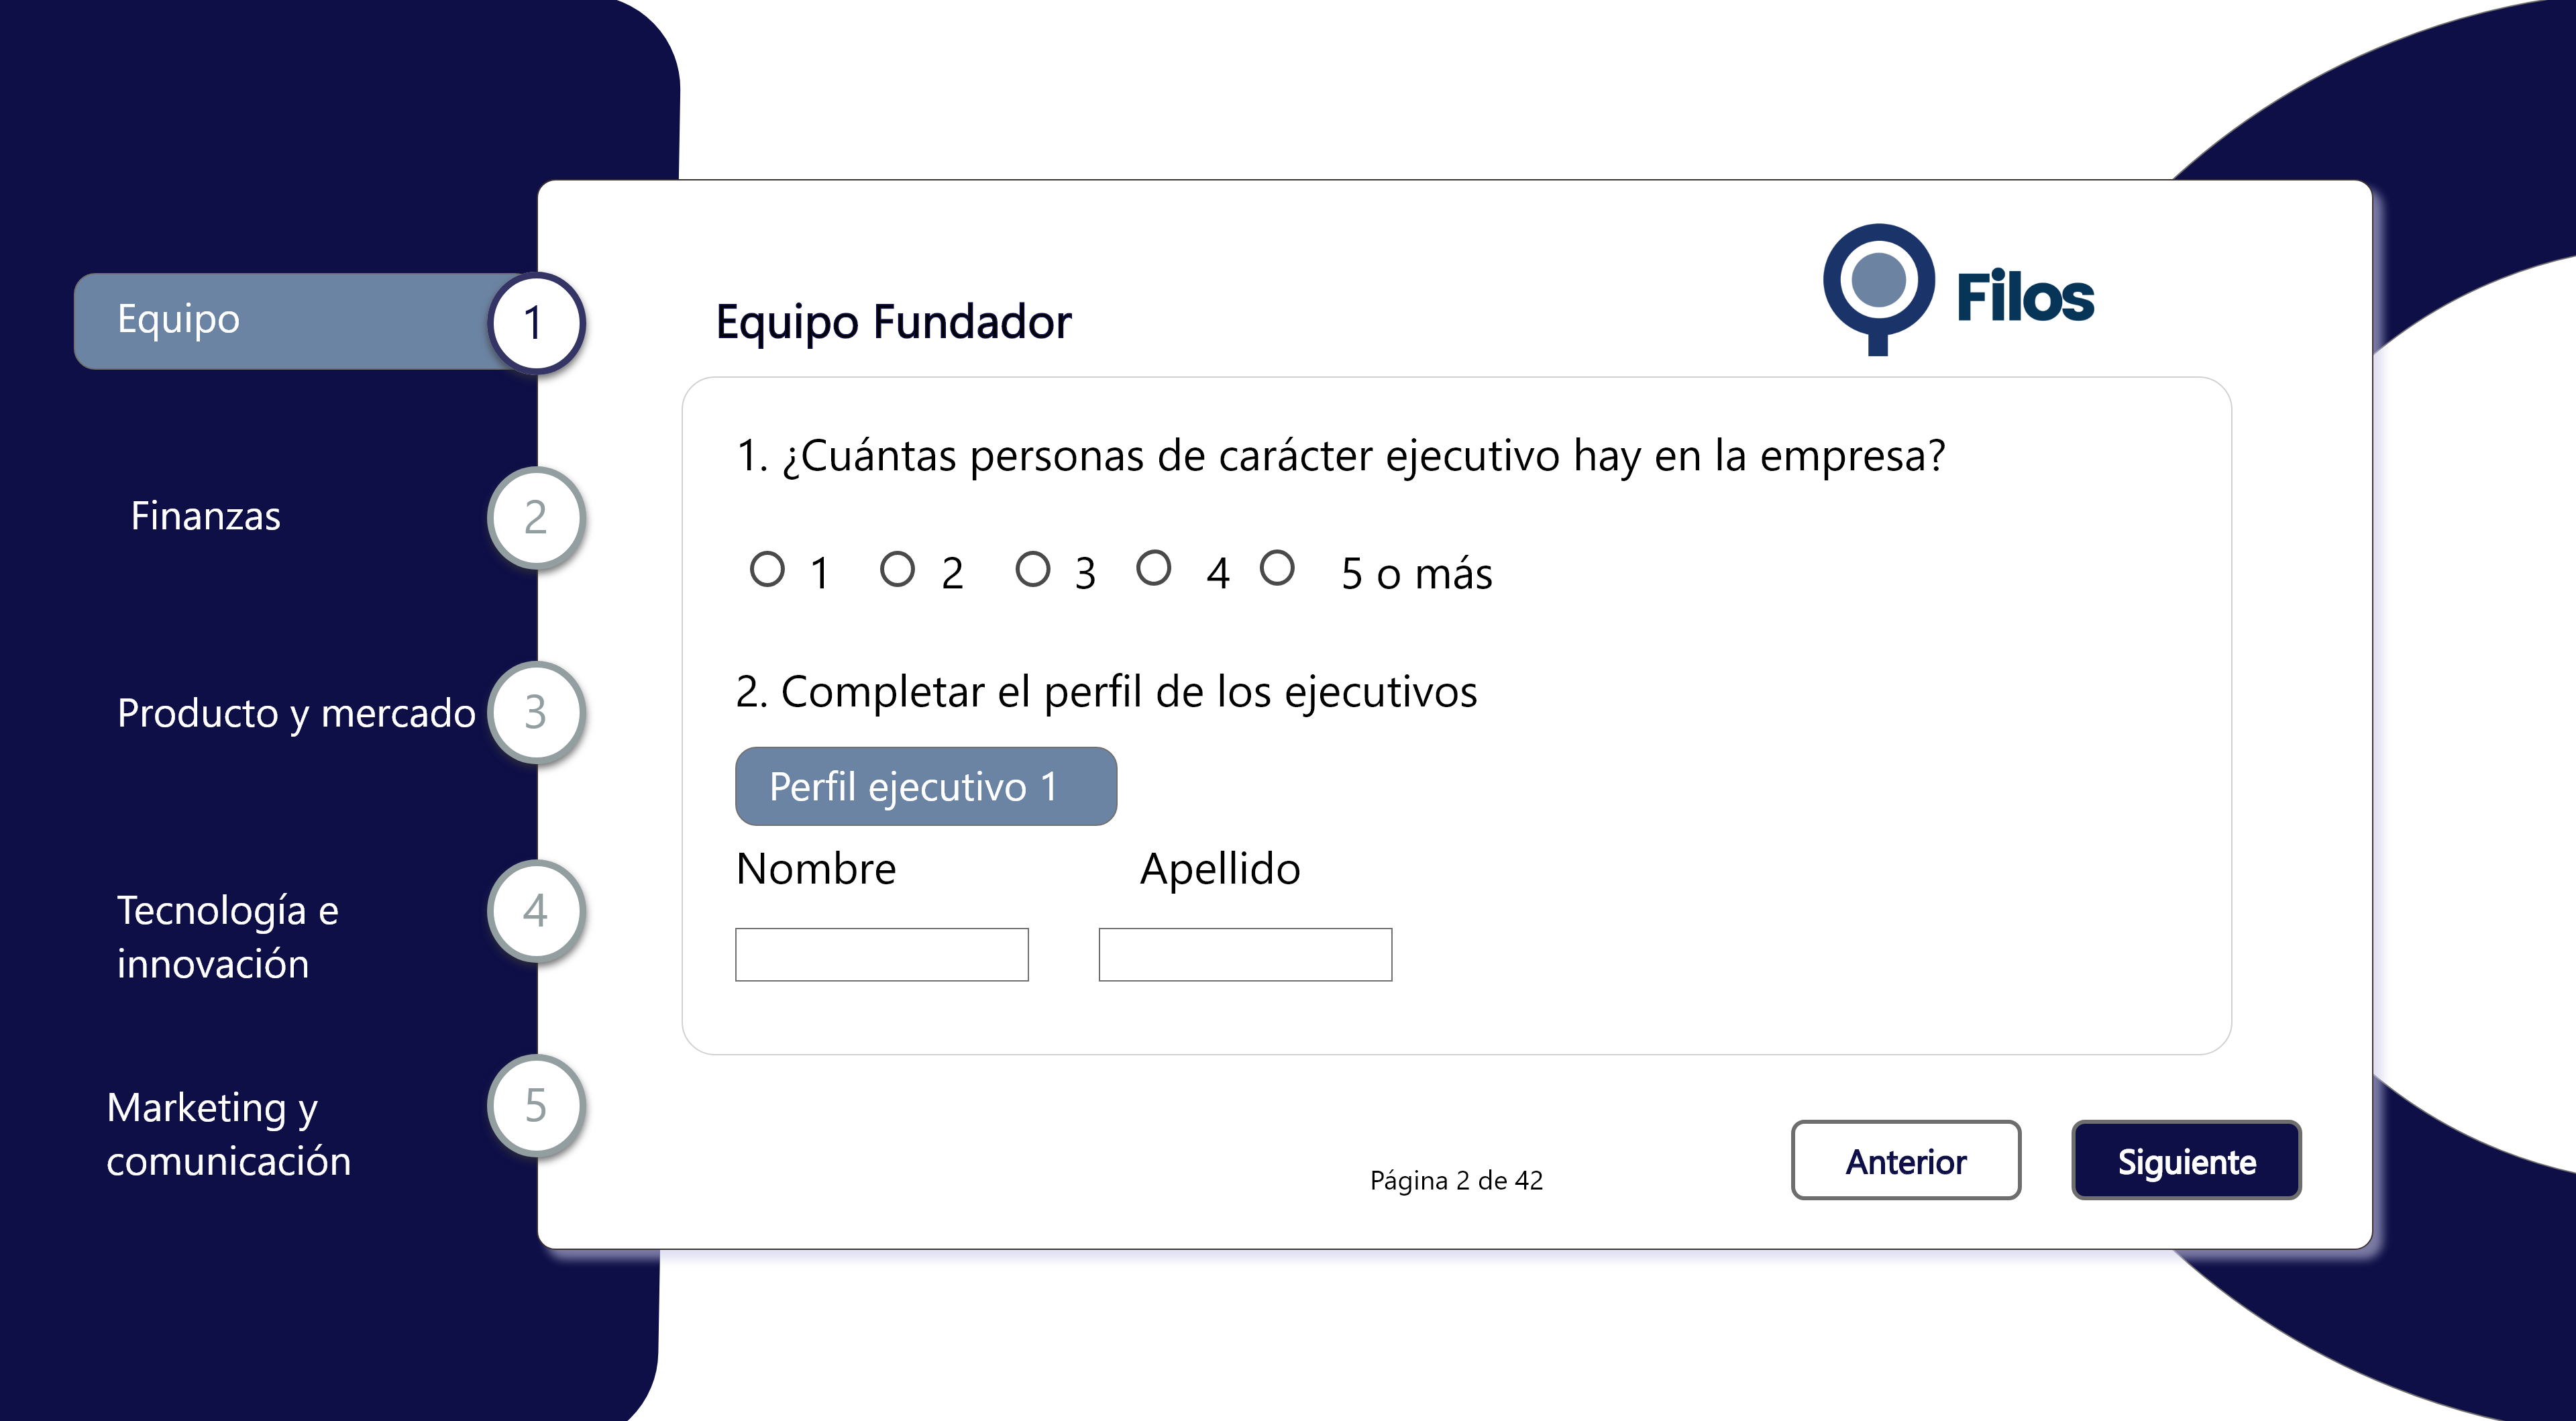 Equipo
1
Finanzas
2
Producto y mercado
3
Tecnología e
innovación
4
Marketing y
comunicación
5
Filos
Equipo Fundador
1. ¿Cuántas personas de carácter ejecutivo hay en la empresa?
1 2 3 4 5 o más
2. Completar el perfil de los ejecutivos
Perfil ejecutivo 1
Nombre Apellido
Página 2 de 42
Anterior
Siguiente